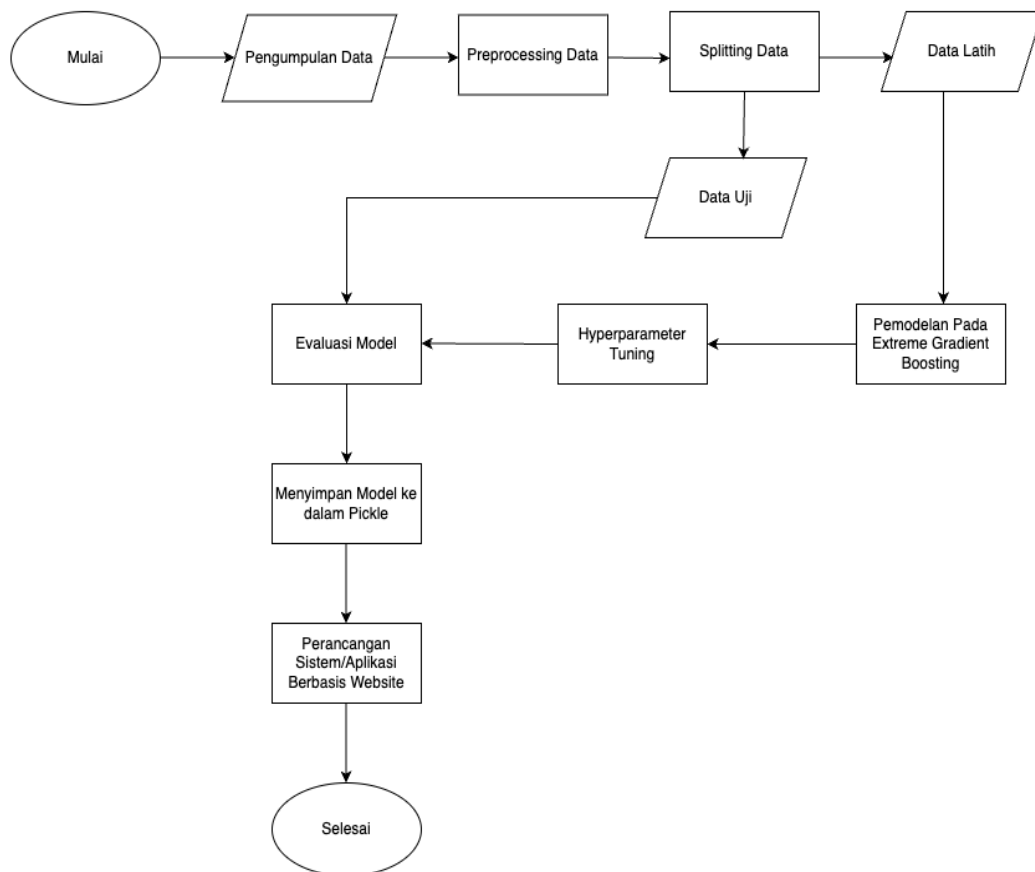 Mulai
Pengumpulan Data
Preprocessing Data
Splitting Data
Data Latih
Data Uji
Evaluasi Model
Hyperparameter
Tuning
Pemodelan Pada
Extreme Gradient
Boosting
Menyimpan Model ke
dalam Pickle
Perancangan
Sistem/Aplikasi
Berbasis Website
Selesai